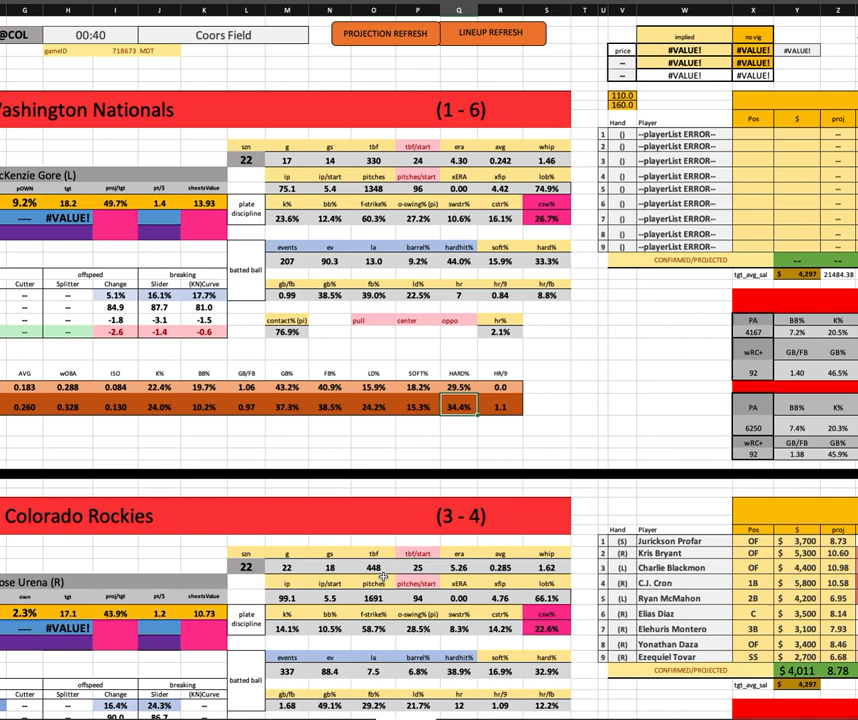 G H I J K L M N O P Q R S T U V W X Y Z
@COL 00:40 Coors Field PROJECTION REFRESH LINEUP REFRESH
gameID 718673 MDT
implied no vig
price #VALUE! #VALUE! #VALUE!
-- #VALUE! #VALUE!
-- #VALUE! #VALUE!
Washington Nationals (1 - 6)
110.0
160.0
Pos $ proj
Hand Player
1 () --playerList ERROR-- --
2 () --playerList ERROR-- --
3 () --playerList ERROR-- --
4 () --playerList ERROR-- --
5 () --playerList ERROR-- --
6 () --playerList ERROR-- --
7 () --playerList ERROR-- --
8 () --playerList ERROR-- --
9 () --playerList ERROR-- --
CONFIRMED/PROJECTED -- --
tgt_avg_sal $ 4,297 21484.38
szn g gs tbf tbf/start era avg whip
22 17 14 330 24 4.30 0.242 1.46
cKenzie Gore (L)
ip ip/start pitches pitches/start xERA xfip lob%
75.1 5.4 1348 96 0.00 4.42 74.9%
pOWN tgt proj/tgt pt/$ sheetsValue
9.2% 18.2 49.7% 1.4 13.93
----- #VALUE!
plate discipline
k% bb% f-strike% o-swing% (pi) swstr% cstr% csw%
23.6% 12.4% 60.3% 27.2% 10.6% 16.1% 26.7%
batted ball
events ev la barrel% hardhit% soft% hard%
207 90.3 13.0 9.2% 44.0% 15.9% 33.3%
gb/fb gb% fb% ld% hr hr/9 hr/fb
0.99 38.5% 39.0% 22.5% 7 0.84 8.8%
offspeed breaking
Cutter Splitter Change Slider (KN)Curve
-- -- 5.1% 16.1% 17.7%
-- -- 84.9 87.7 81.0
-- -- -1.8 -3.1 -1.5
-- -- -2.6 -1.4 -0.6
contact% (pi) pull center oppo hr%
76.9% 2.1%
PA BB% K%
4167 7.2% 20.5%
wRC+ GB/FB GB%
92 1.40 46.5%
PA BB% K%
6250 7.4% 20.3%
wRC+ GB/FB GB%
92 1.38 45.9%
AVG wOBA ISO K% BB% GB/FB GB% FB% LD% SOFT% HARD% HR/9
0.183 0.288 0.084 22.4% 19.7% 1.06 43.2% 40.9% 15.9% 18.2% 29.5% 0.0
0.260 0.328 0.130 24.0% 10.2% 0.97 37.3% 38.5% 24.2% 15.3% 34.4% 1.1
Colorado Rockies (3 - 4)
Hand Player Pos $ proj
1 (S) Jurickson Profar OF $ 3,700 8.73
2 (R) Kris Bryant OF $ 5,300 10.60
3 (L) Charlie Blackmon OF $ 4,400 10.98
4 (R) C.J. Cron 1B $ 5,800 10.58
5 (L) Ryan McMahon 2B $ 4,200 6.95
6 (R) Elias Diaz C $ 3,500 8.14
7 (R) Elehuris Montero 3B $ 3,100 7.93
8 (R) Yonathan Daza OF $ 3,400 8.46
9 (R) Ezequiel Tovar SS $ 2,700 6.68
CONFIRMED/PROJECTED $ 4,011 8.78
tgt_avg_sal $ 4,297
szn g gs tbf tbf/start era avg whip
22 22 18 448 25 5.26 0.285 1.62
ose Urena (R)
ip ip/start pitches pitches/start xERA xfip lob%
99.1 5.5 1691 94 0.00 4.76 66.1%
own tgt proj/tgt pt/$ sheetsValue
2.3% 17.1 43.9% 1.2 10.73
----- #VALUE!
plate discipline
k% bb% f-strike% o-swing% (pi) swstr% cstr% csw%
14.1% 10.5% 58.7% 28.5% 8.3% 14.2% 22.6%
batted ball
events ev la barrel% hardhit% soft% hard%
337 88.4 7.5 6.8% 38.9% 16.9% 32.9%
gb/fb gb% fb% ld% hr hr/9 hr/fb
1.68 49.1% 29.2% 21.7% 12 1.09 12.2%
offspeed breaking
Cutter Splitter Change Slider (KN)Curve
-- -- 16.4% 24.3% --